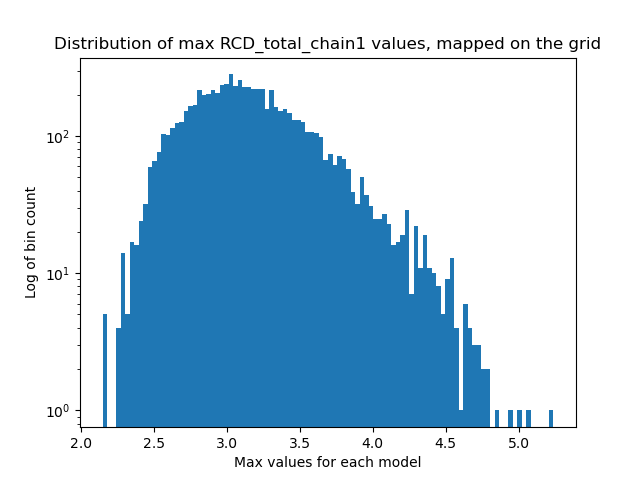 Distribution of max RCD_total_chain1 values, mapped on the grid
Log of bin count
10²
10¹
10⁰
2.0 2.5 3.0 3.5 4.0 4.5 5.0
Max values for each model